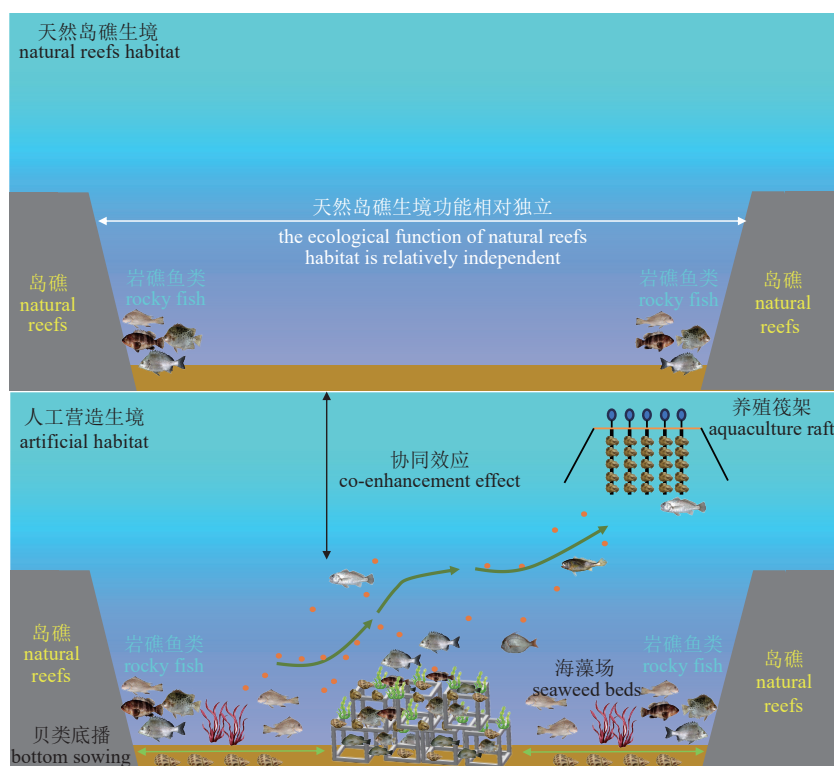 天然岛礁生境
natural reefs habitat
天然岛礁生境功能相对独立
the ecological function of natural reefs
habitat is relatively independent
岛礁
natural
reefs
岩礁鱼类
rocky fish
岩礁鱼类
rocky fish
岛礁
natural
reefs
人工营造生境
artificial habitat
协同效应
co-enhancement effect
养殖筏架
aquaculture raft
岛礁
natural
reefs
岩礁鱼类
rocky fish
海藻场
seaweed beds
岩礁鱼类
rocky fish
岛礁
natural
reefs
贝类底播
bottom sowing